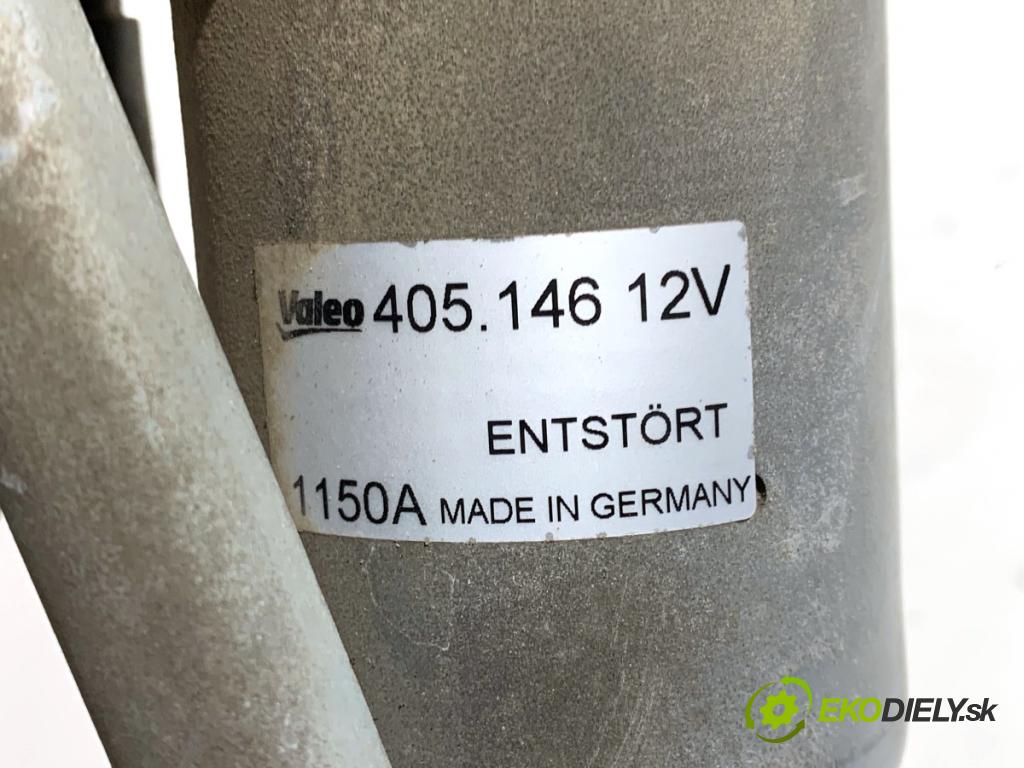 Valeo 405.146 12V
ENTSTÖRT
1150A MADE IN GERMANY
EKODIELY.sk